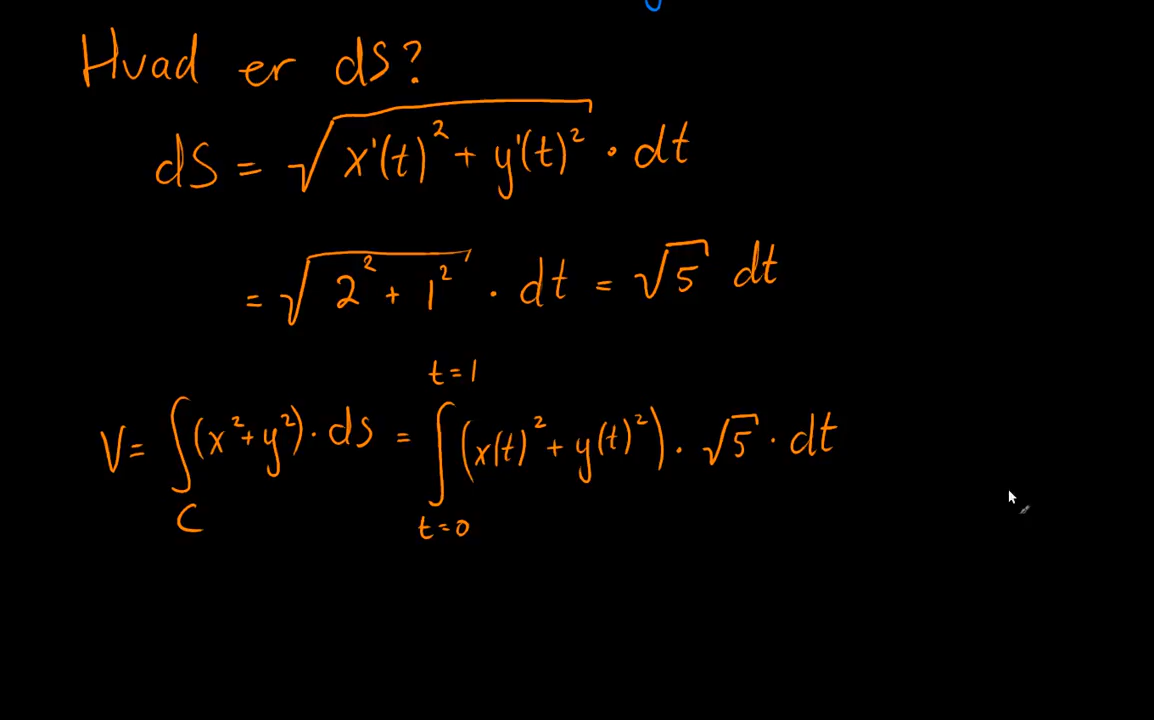 Hvad er dS?
dS = √(x'(t)² + y'(t)²) · dt
= √(2² + 1²) · dt = √5 dt
t=1
V= ∫(x²+y²)·ds = ∫(x(t)²+y(t)²)·√5·dt
C t=0